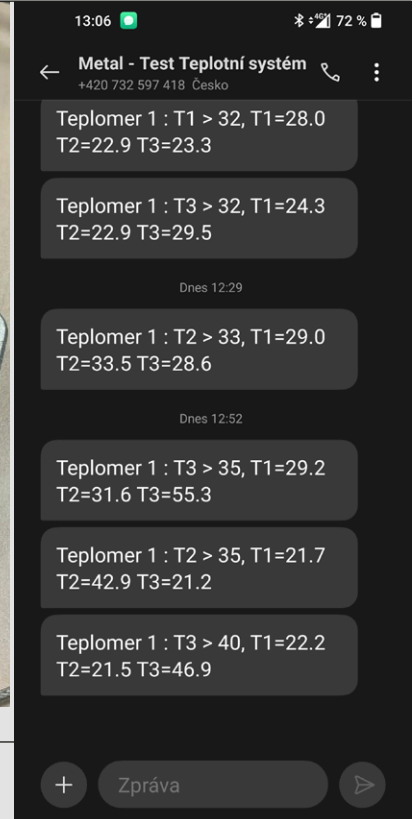 13:06 4G 72 %
Metal - Test Teplotní systém
+420 732 597 418 Česko
Teplomer 1 : T1 > 32, T1=28.0
T2=22.9 T3=23.3
Teplomer 1 : T3 > 32, T1=24.3
T2=22.9 T3=29.5
Dnes 12:29
Teplomer 1 : T2 > 33, T1=29.0
T2=33.5 T3=28.6
Dnes 12:52
Teplomer 1 : T3 > 35, T1=29.2
T2=31.6 T3=55.3
Teplomer 1 : T2 > 35, T1=21.7
T2=42.9 T3=21.2
Teplomer 1 : T3 > 40, T1=22.2
T2=21.5 T3=46.9
Zpráva